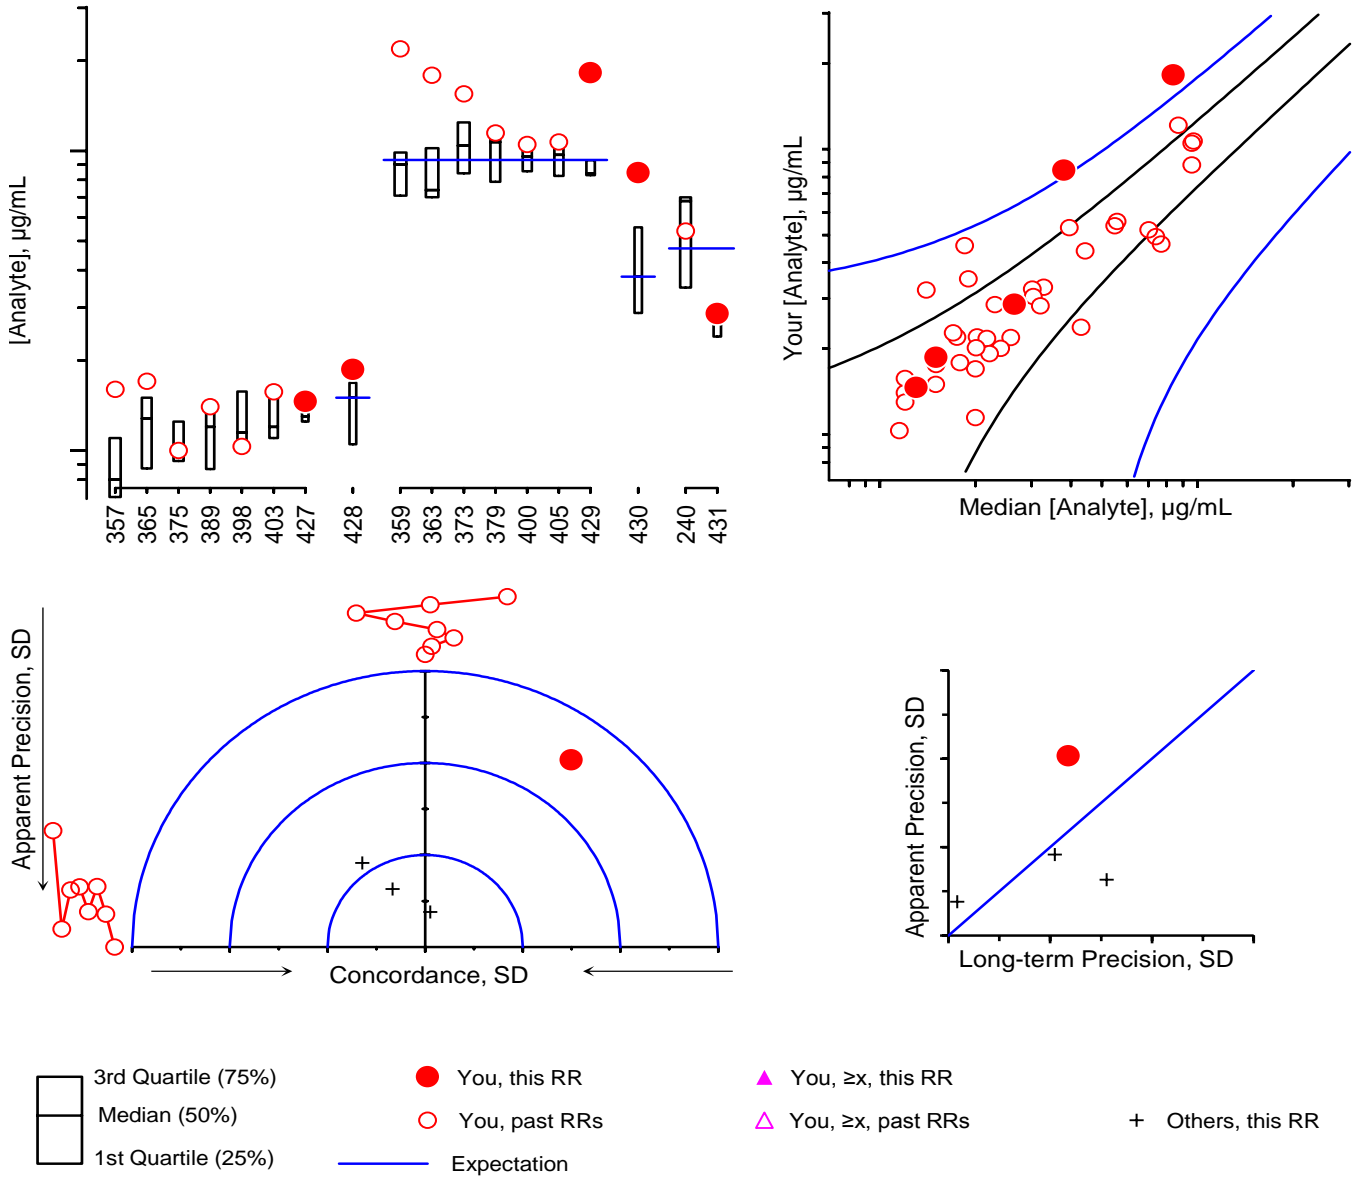 [Analyte], µg/mL
357
365
375
389
398
403
427
428
359
363
373
379
400
405
429
430
240
431
Your [Analyte], µg/mL
Median [Analyte], µg/mL
Apparent Precision, SD
Concordance, SD
Apparent Precision, SD
Long-term Precision, SD
3rd Quartile (75%)
Median (50%)
1st Quartile (25%)
You, this RR
You, past RRs
Expectation
You, ≥x, this RR
You, ≥x, past RRs
Others, this RR